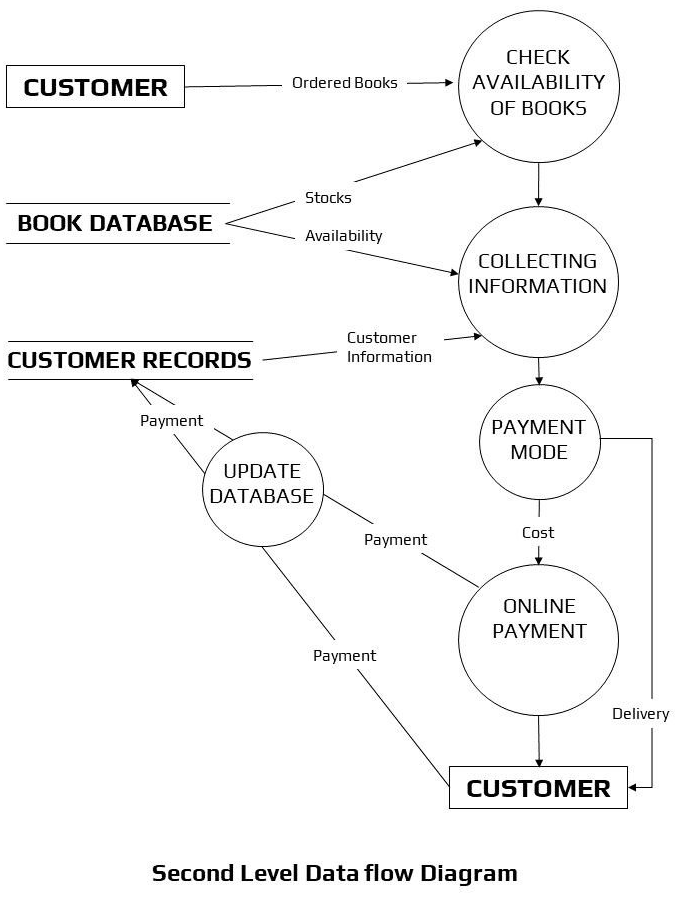 CHECK
AVAILABILITY
OF BOOKS
CUSTOMER
Ordered Books
Stocks
BOOK DATABASE
Availability
COLLECTING
INFORMATION
Customer
Information
CUSTOMER RECORDS
Payment
PAYMENT
MODE
UPDATE
DATABASE
Cost
Payment
ONLINE
PAYMENT
Payment
Delivery
CUSTOMER
Second Level Data flow Diagram